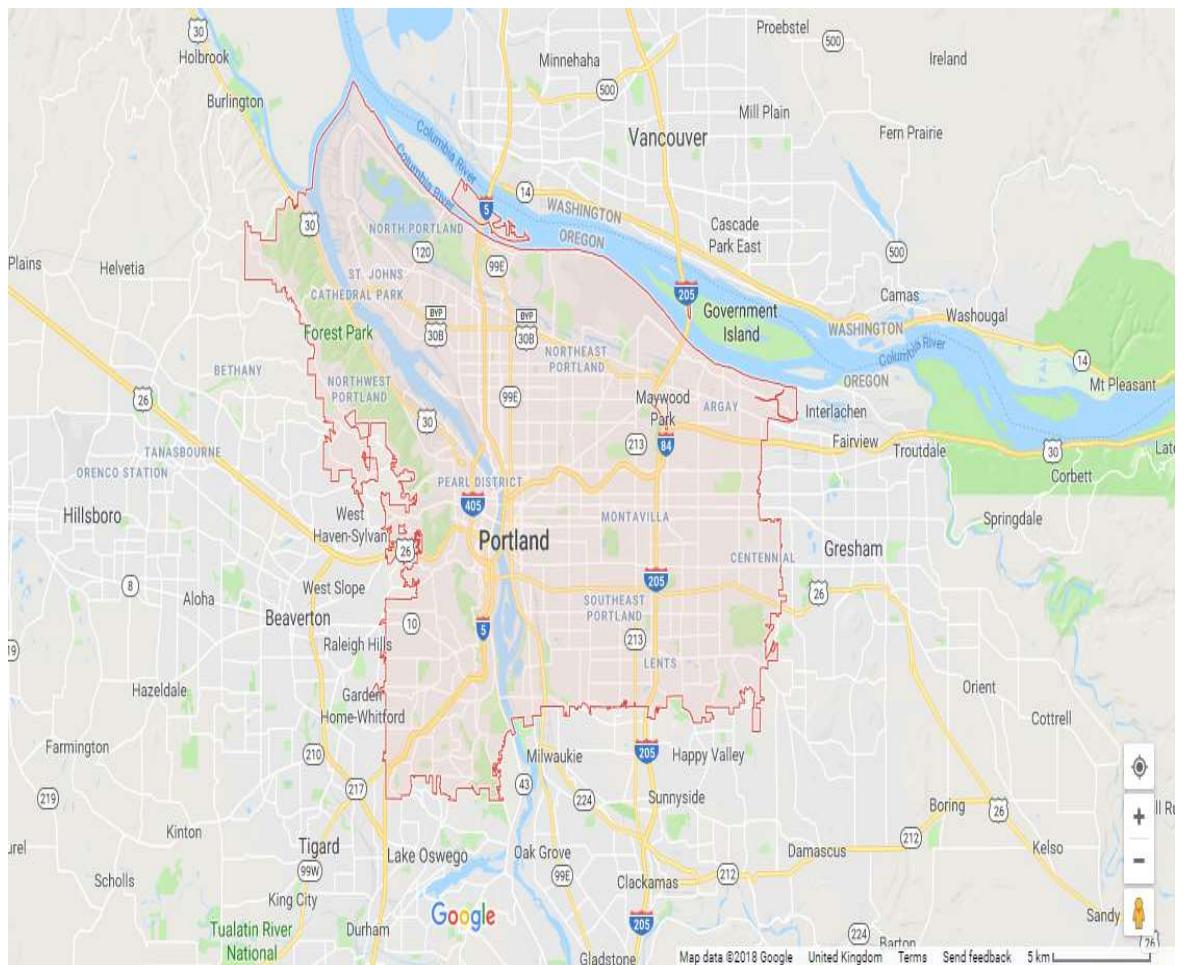 Proebstel
30
500
Holbrook
Minnehaha
Ireland
500
Burlington
Mill Plain
Vancouver
Fern Prairie
Columbia River
Columbia River
14
5
WASHINGTON
OREGON
30
NORTH PORTLAND
Cascade
Park East
120
500
Plains
Helvetia
ST. JOHNS
99E
CATHEDRAL PARK
205
Camas
BYP
30B
BYP
30B
Government
Island
Washougal
Forest Park
WASHINGTON
Columbia River
NORTHEAST
PORTLAND
14
BETHANY
NORTHWEST
PORTLAND
OREGON
Mt Pleasant
26
99E
Maywood
Park
ARGAY
Interlachen
30
213
84
Fairview
Troutdale
30
TANASBOURNE
Corbett
ORENCO STATION
PEARL DISTRICT
405
Hillsboro
West
Haven-Sylvan
MONTAVILLA
Springdale
26
Portland
CENTENNIAL
Gresham
8
West Slope
205
26
Aloha
SOUTHEAST
PORTLAND
Beaverton
10
5
213
Raleigh Hills
19
LENTS
Hazeldale
Garden
Home-Whitford
Orient
Cottrell
Farmington
210
Milwaukie
205
Happy Valley
217
43
219
224
Sunnyside
Boring
26
Kinton
212
Tigard
Lake Oswego
Oak Grove
Damascus
Kelso
99W
99E
212
Scholls
Clackamas
King City
Google
205
Sandy
Tualatin River
National
Durham
224
26
Gladstone
Barton
Map data ©2018 Google United Kingdom Terms Send feedback 5 km